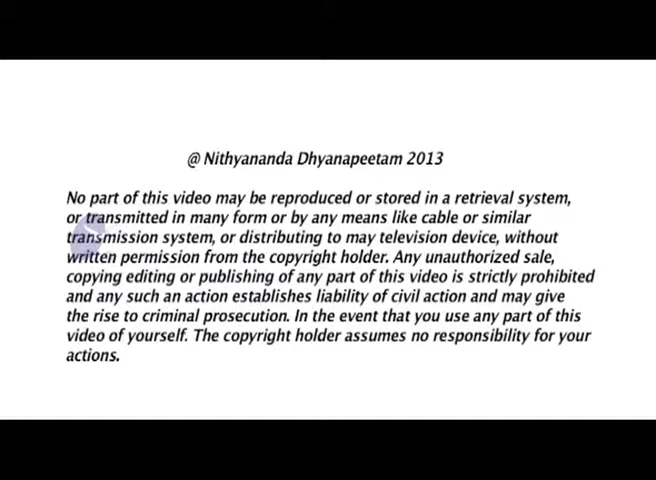 @ Nithyananda Dhyanapeetam 2013
No part of this video may be reproduced or stored in a retrieval system,
or transmitted in many form or by any means like cable or similar
transmission system, or distributing to may television device, without
written permission from the copyright holder. Any unauthorized sale,
copying editing or publishing of any part of this video is strictly prohibited
and any such an action establishes liability of civil action and may give
the rise to criminal prosecution. In the event that you use any part of this
video of yourself. The copyright holder assumes no responsibility for your
actions.